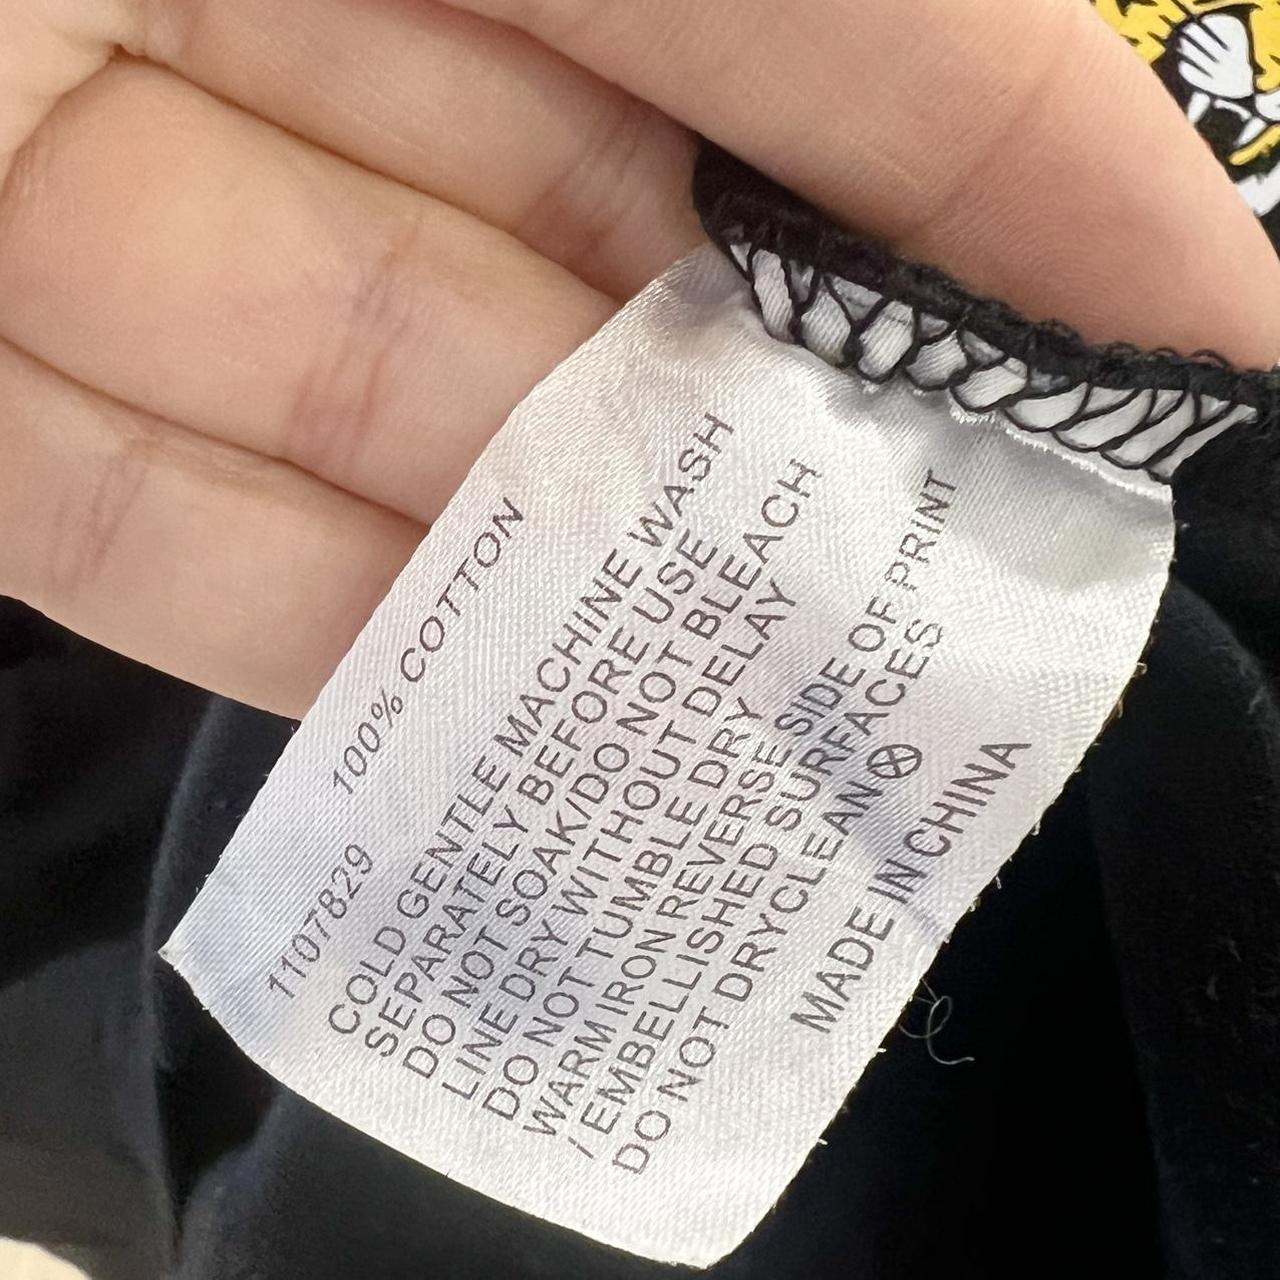 1107829
100% COTTON
COLD GENTLE MACHINE WASH
SEPARATELY BEFORE USE
DO NOT SOAK/DO NOT BLEACH
LINE DRY WITHOUT DELAY
DO NOT TUMBLE DRY
WARM IRON REVERSE SIDE OF PRINT
/ EMBELLISHED SURFACES
DO NOT DRYCLEAN
MADE IN CHINA